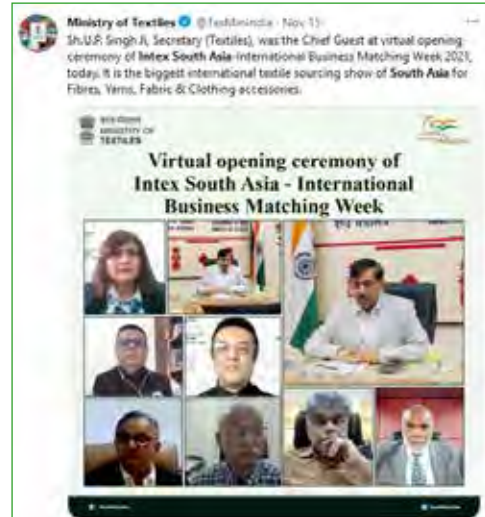 Ministry of Textiles @TexMinIndia · Nov 15
Sh.U.P. Singh Ji, Secretary (Textiles), was the Chief Guest at virtual opening
ceremony of Intex South Asia-International Business Matching Week 2021,
today. It is the biggest international textile sourcing show of South Asia for
Fibres, Yarns, Fabric & Clothing accessories.
MINISTRY OF
TEXTILES
Virtual opening ceremony of
Intex South Asia - International
Business Matching Week